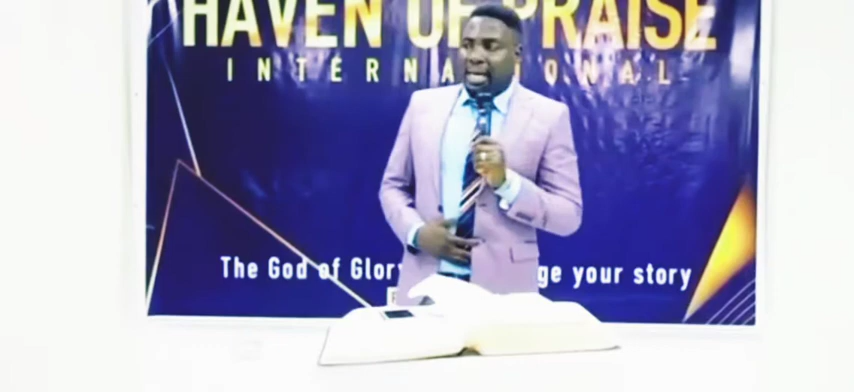 HAVEN OF PRAISE
INTERNATIONAL
The God of Glory ge your story